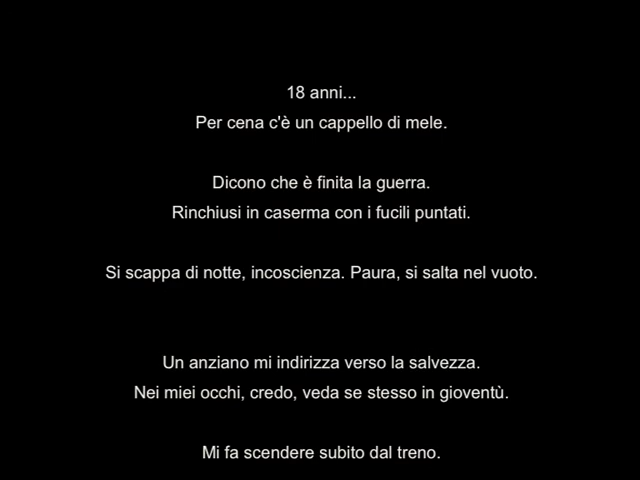 18 anni...
Per cena c'è un cappello di mele.
Dicono che è finita la guerra.
Rinchiusi in caserma con i fucili puntati.
Si scappa di notte, incoscienza. Paura, si salta nel vuoto.
Un anziano mi indirizza verso la salvezza.
Nei miei occhi, credo, veda se stesso in gioventù.
Mi fa scendere subito dal treno.